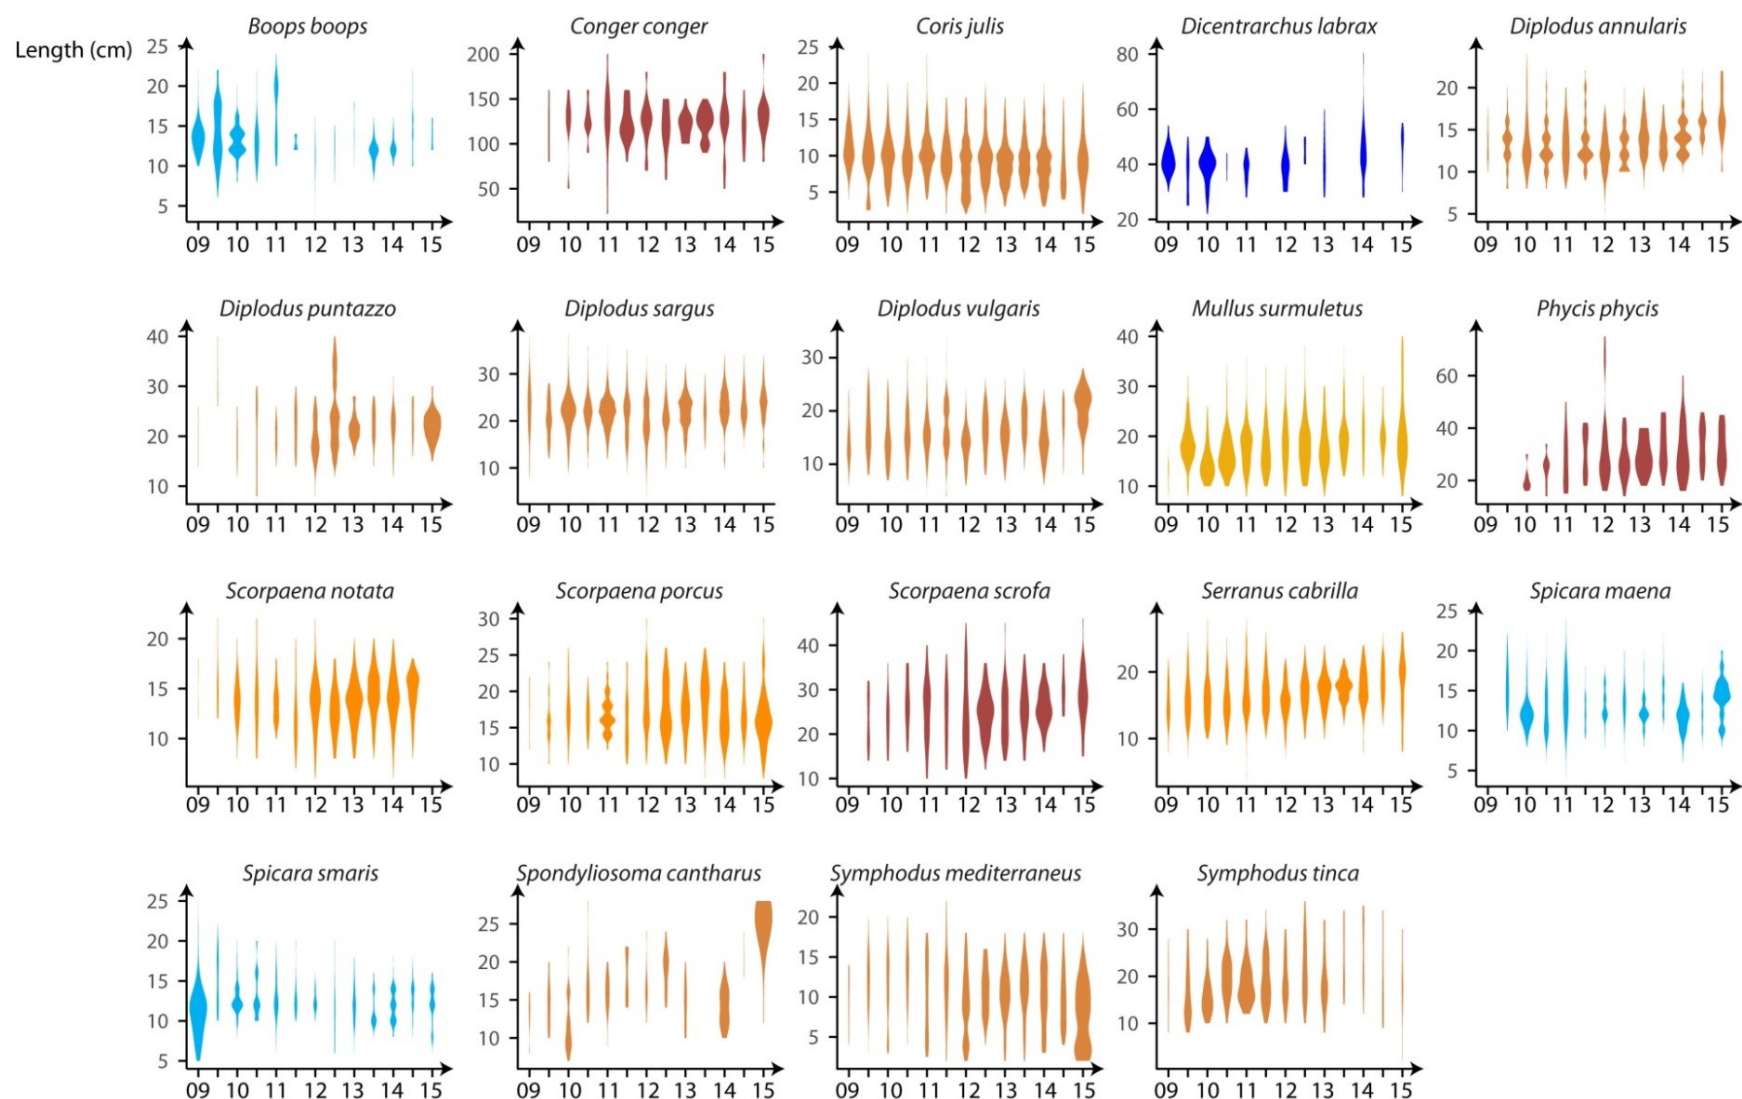 Boops boops Conger conger Coris julis Dicentrarchus labrax Diplodus annularis
Length (cm)
25 200 25 80
20 150 20 60 20
15 100 15 40 15
10 50 10 20 10
5 5 5
09 10 11 12 13 14 15 09 10 11 12 13 14 15 09 10 11 12 13 14 15 09 10 11 12 13 14 15 09 10 11 12 13 14 15
Diplodus puntazzo Diplodus sargus Diplodus vulgaris Mullus surmuletus Phycis phycis
40 30 30 40 60
30 20 20 30 40
20 10 10 20 20
10 10
09 10 11 12 13 14 15 09 10 11 12 13 14 15 09 10 11 12 13 14 15 09 10 11 12 13 14 15 09 10 11 12 13 14 15
Scorpaena notata Scorpaena porcus Scorpaena scrofa Serranus cabrilla Spicara maena
20 30 40 20 25
15 25 30 10 20
10 20 20 15
15 10 10
10 5
09 10 11 12 13 14 15 09 10 11 12 13 14 15 09 10 11 12 13 14 15 09 10 11 12 13 14 15 09 10 11 12 13 14 15
Spicara smaris Spondyliosoma cantharus Symphodus mediterraneus Symphodus tinca
25 25 20 30
20 20 15 20
15 15 10 10
10 10 5
5
09 10 11 12 13 14 15 09 10 11 12 13 14 15 09 10 11 12 13 14 15 09 10 11 12 13 14 15